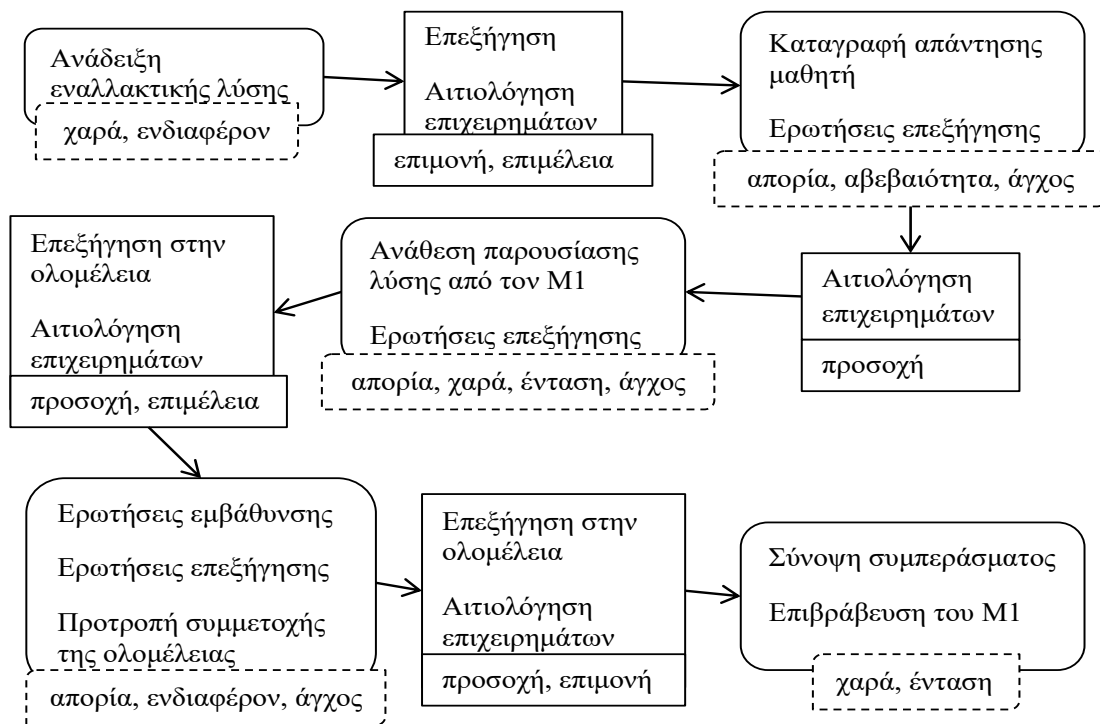 Ανάδειξη
εναλλακτικής λύσης
χαρά, ενδιαφέρον
Επεξήγηση
Αιτιολόγηση
επιχειρημάτων
επιμονή, επιμέλεια
Καταγραφή απάντησης
μαθητή
Ερωτήσεις επεξήγησης
απορία, αβεβαιότητα, άγχος
Αιτιολόγηση
επιχειρημάτων
προσοχή
Ανάθεση παρουσίασης
λύσης από τον Μ1
Ερωτήσεις επεξήγησης
απορία, χαρά, ένταση, άγχος
Επεξήγηση στην
ολομέλεια
Αιτιολόγηση
επιχειρημάτων
προσοχή, επιμέλεια
Ερωτήσεις εμβάθυνσης
Ερωτήσεις επεξήγησης
Προτροπή συμμετοχής
της ολομέλειας
απορία, ενδιαφέρον, άγχος
Επεξήγηση στην
ολομέλεια
Αιτιολόγηση
επιχειρημάτων
προσοχή, επιμονή
Σύνοψη συμπεράσματος
Επιβράβευση του Μ1
χαρά, ένταση